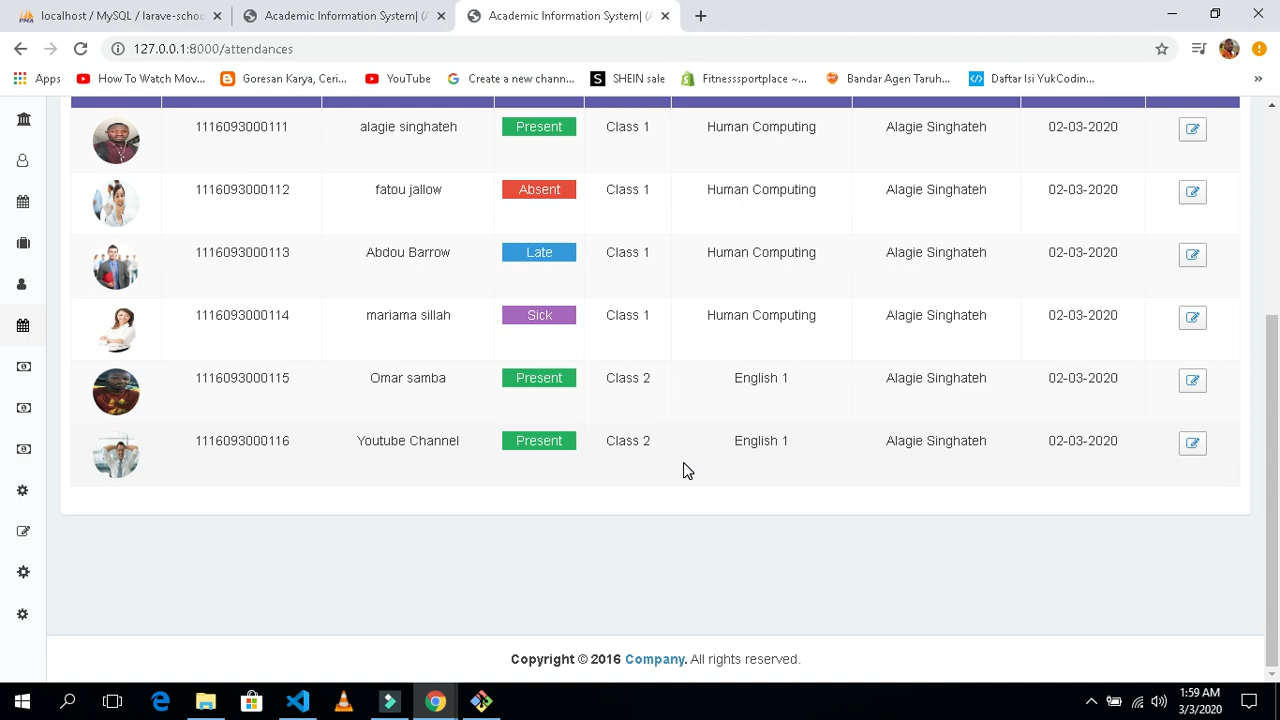 localhost / MySQL / larave-schoo
Academic Information System| (A
Academic Information System| (A
127.0.0.1:8000/attendances
Apps
How To Watch Mov...
Goresan Karya, Ceri...
YouTube
Create a new chann...
S SHEIN sale
Fitnesssportplace ~...
Bandar Agen Taruh...
Daftar Isi YukCodin...
»
1116093000111 alagie singhateh Present Class 1 Human Computing Alagie Singhateh 02-03-2020
1116093000112 fatou jallow Absent Class 1 Human Computing Alagie Singhateh 02-03-2020
1116093000113 Abdou Barrow Late Class 1 Human Computing Alagie Singhateh 02-03-2020
1116093000114 mariama sillah Sick Class 1 Human Computing Alagie Singhateh 02-03-2020
1116093000115 Omar samba Present Class 2 English 1 Alagie Singhateh 02-03-2020
1116093000116 Youtube Channel Present Class 2 English 1 Alagie Singhateh 02-03-2020
Copyright © 2016 Company. All rights reserved.
1:59 AM
3/3/2020